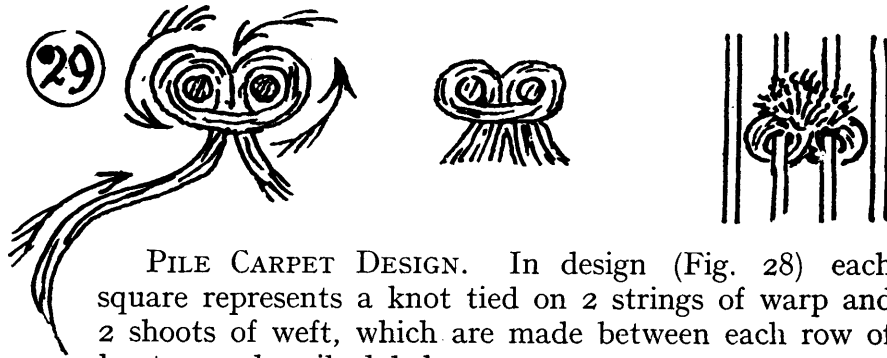 29
PILE CARPET DESIGN. In design (Fig. 28) each
square represents a knot tied on 2 strings of warp and
2 shoots of weft, which are made between each row of